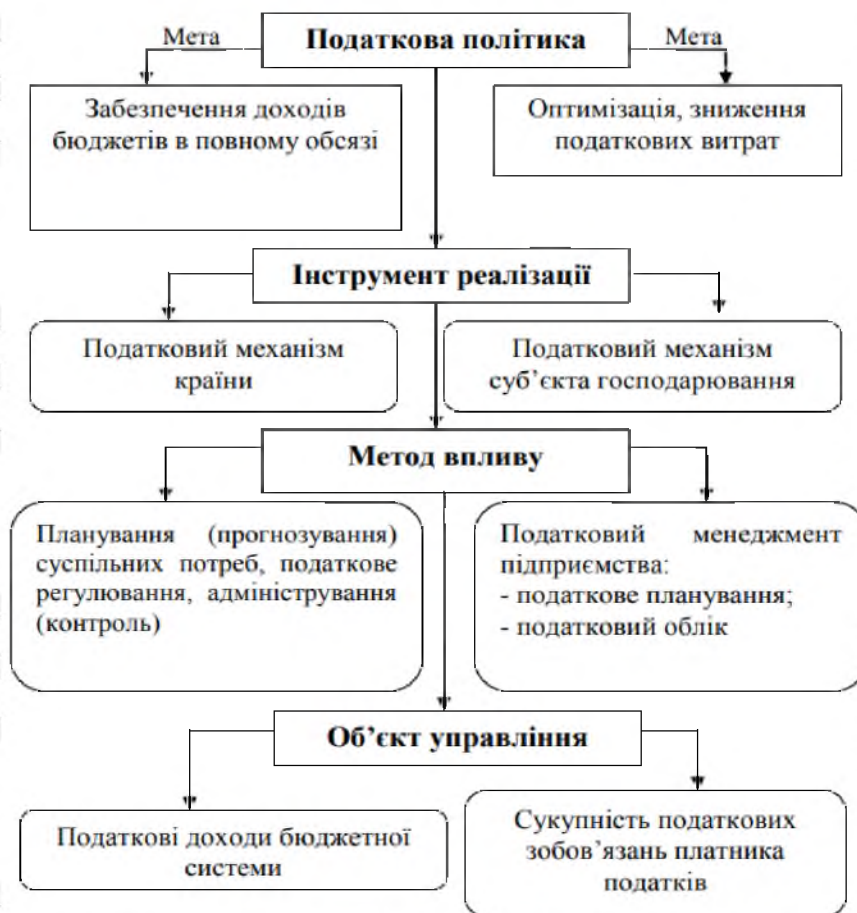 Мета
Податкова політика
Мета
Забезпечення доходів
бюджетів в повному обсязі
Оптимізація, зниження
податкових витрат
Інструмент реалізації
Податковий механізм
країни
Податковий механізм
суб’єкта господарювання
Метод впливу
Планування (прогнозування)
суспільних потреб, податкове
регулювання, адміністрування
(контроль)
Податковий менеджмент
підприємства:
- податкове планування;
- податковий облік
Об’єкт управління
Податкові доходи бюджетної
системи
Сукупність податкових
зобов’язань платника
податків